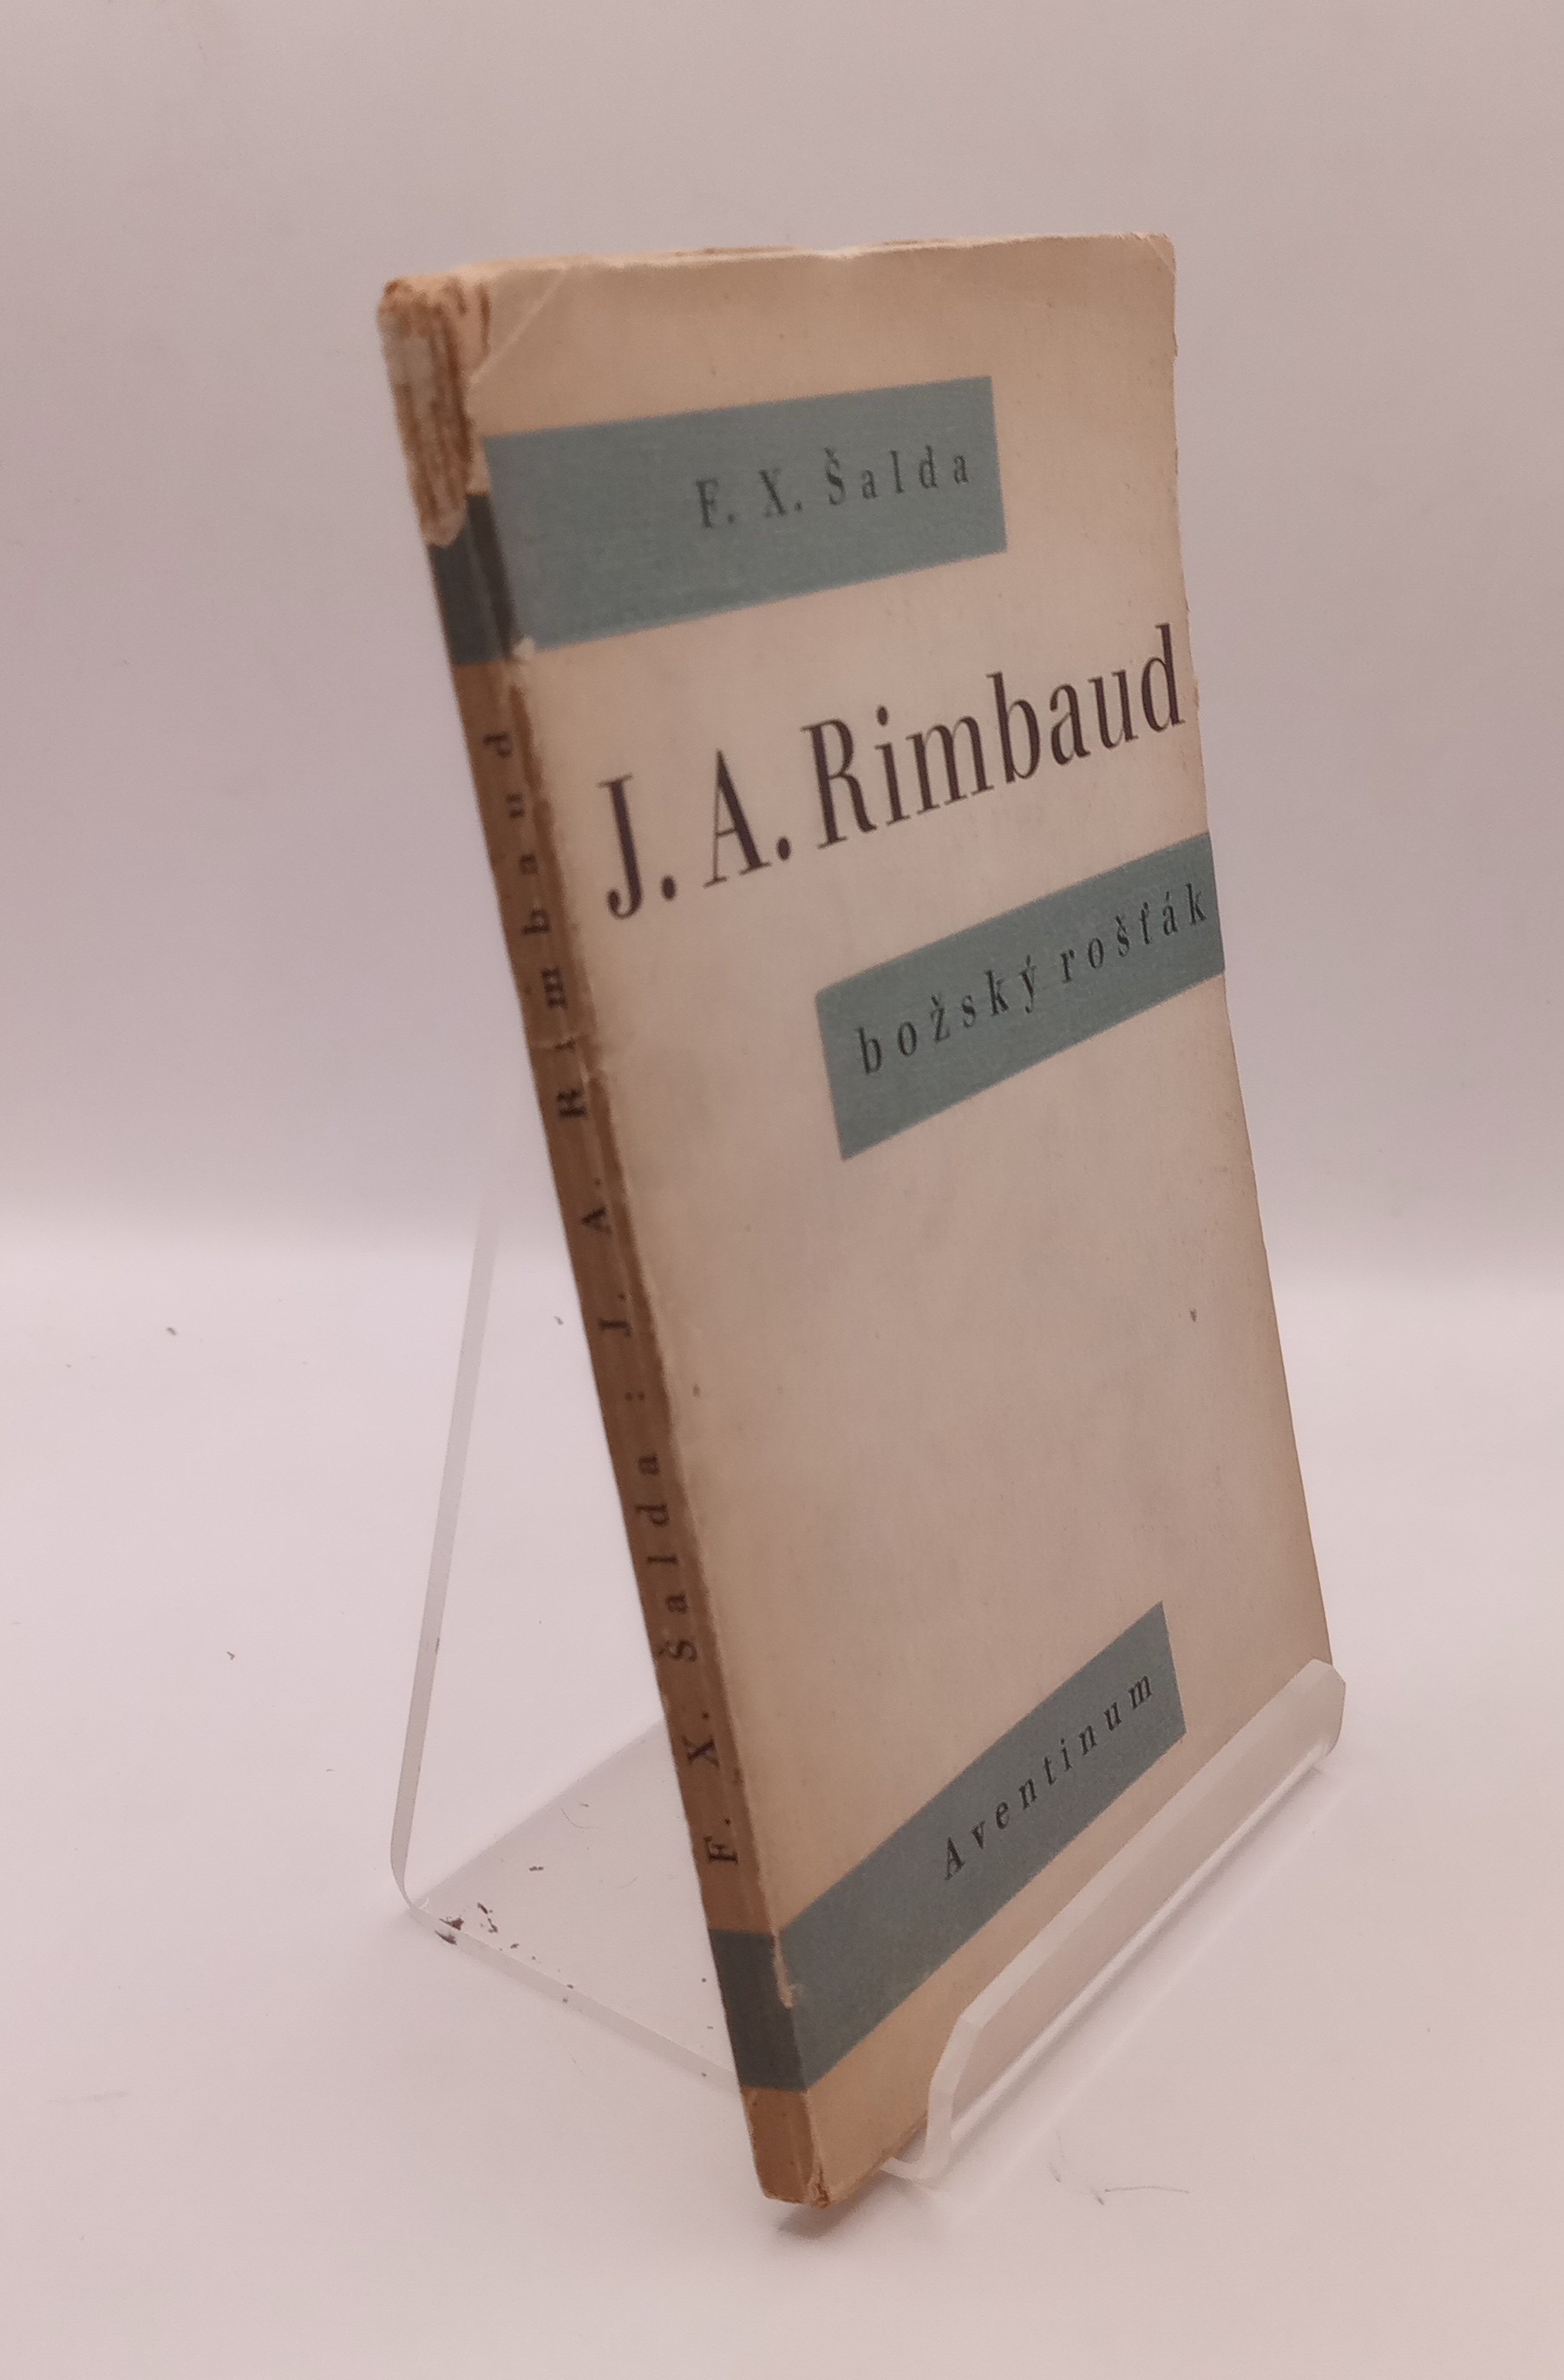 F. X. Šalda
J. A. Rimbaud
božský rošťák
Aventinum
F. X. Šalda : J. A. Rimbaud